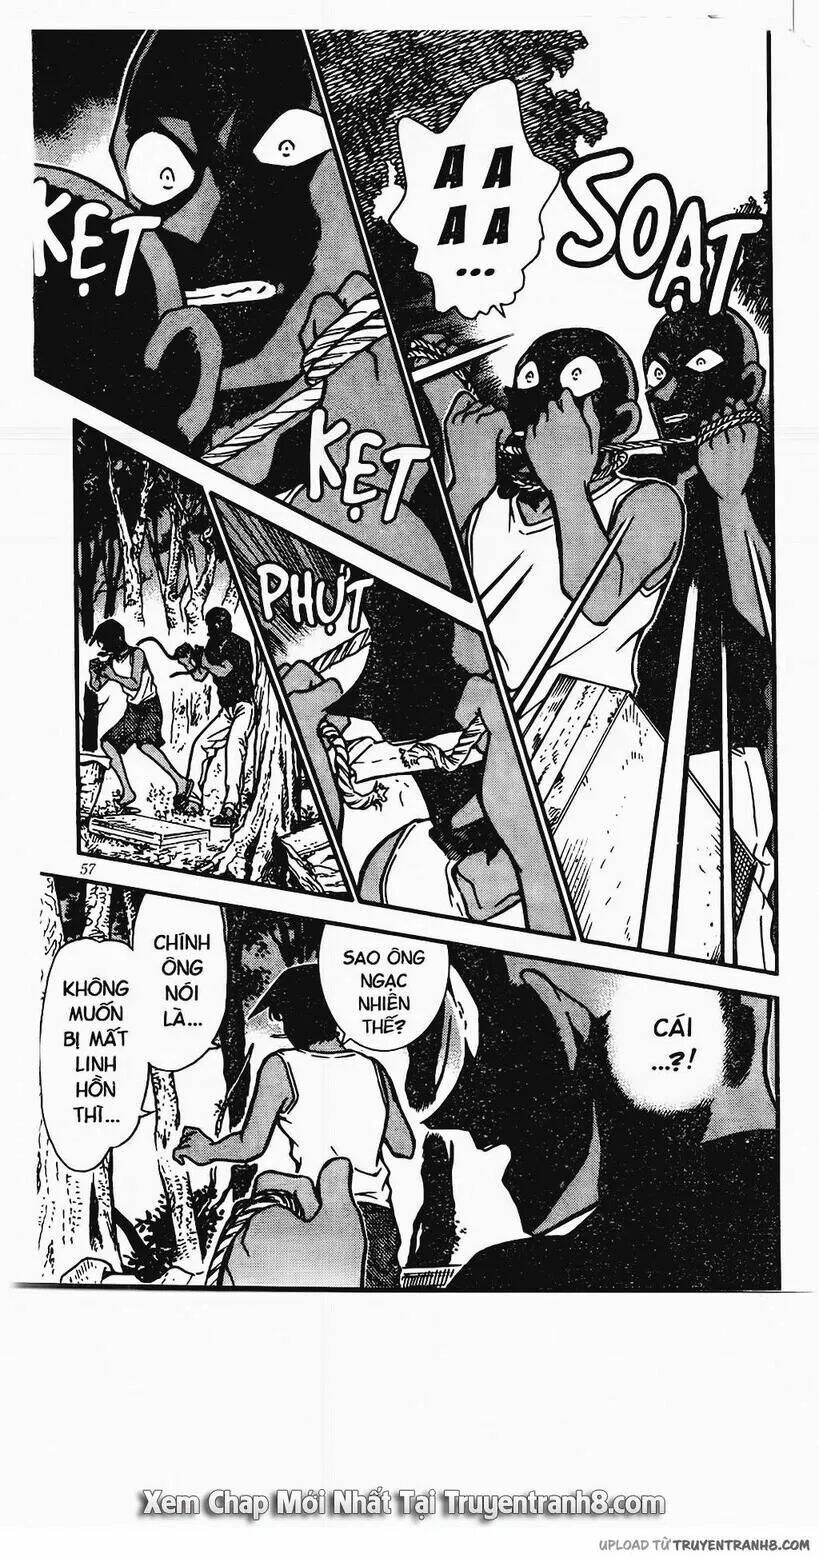 A A
A A
...
SOẠT
KẸT
KẸT
PHỰT
57
CÁI
...?!
SAO ÔNG
NGẠC
NHIÊN
THẾ?
CHÍNH
ÔNG
NÓI
LÀ...
KHÔNG
MUỐN
BỊ MẤT
LINH
HỒN
THÌ...
Xem Chap Mới Nhất Tại Truyentranh8.com
UPLOAD TỪ TRUYENTRANH8.COM